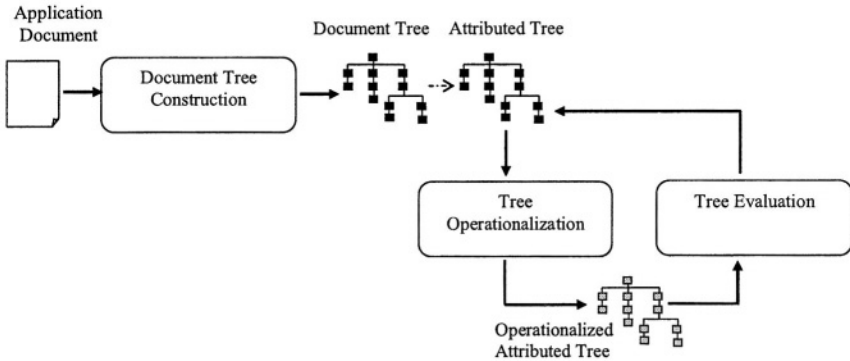 Application
Document
Document Tree
Construction
Document Tree
Attributed Tree
Tree
Operationalization
Tree Evaluation
Operationalized
Attributed Tree